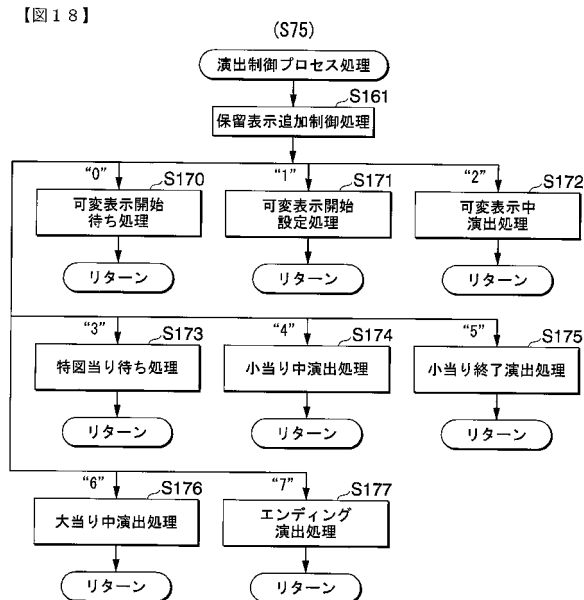 【図１８】
(S75)
演出制御プロセス処理
S161
保留表示追加制御処理
“0”
S170
可変表示開始
待ち処理
リターン
“1”
S171
可変表示開始
設定処理
リターン
“2”
S172
可変表示中
演出処理
リターン
“3”
S173
特図当り待ち処理
リターン
“4”
S174
小当り中演出処理
リターン
“5”
S175
小当り終了演出処理
リターン
“6”
S176
大当り中演出処理
リターン
“7”
S177
エンディング
演出処理
リターン